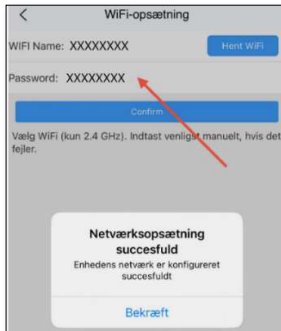 WiFi-opsætning
WIFI Name: XXXXXXXX Hent WiFi
Password: XXXXXXXX
Confirm
Vælg WiFi (kun 2.4 GHz). Indtast venligst manuelt, hvis det
fejler.
Netværksopsætning
succesfuld
Enhedens netværk er konfigureret
succesfuldt
Bekræft